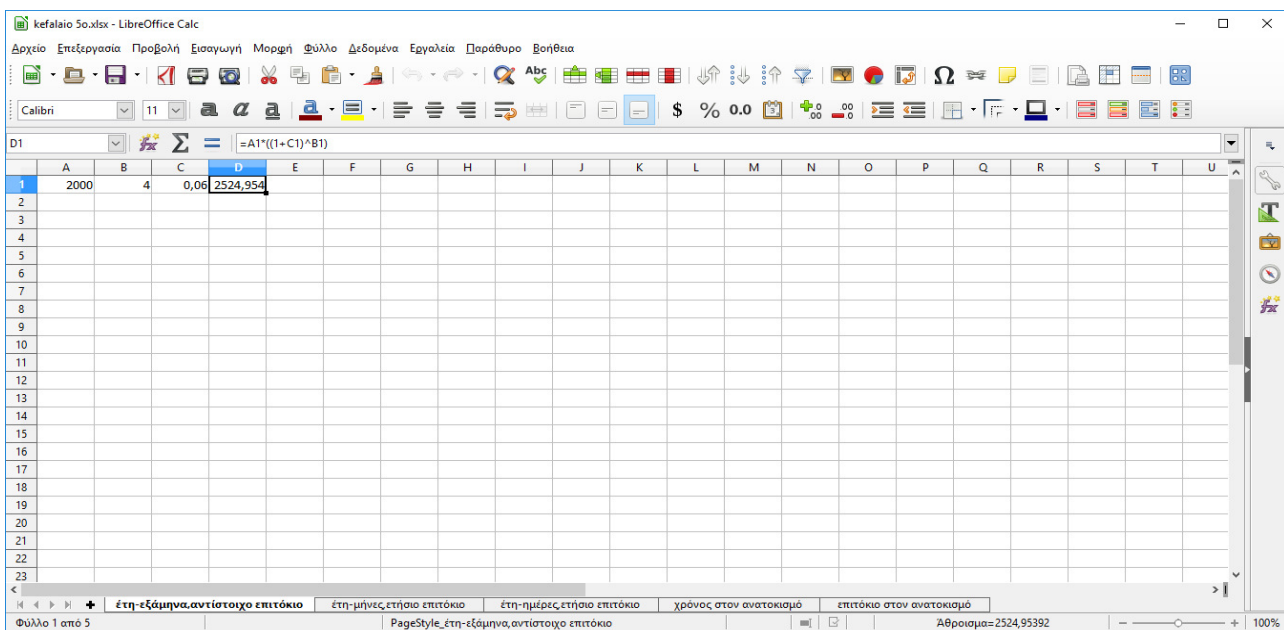 kefalaio 5o.xlsx - LibreOffice Calc
Αρχείο Επεξεργασία Προβολή Εισαγωγή Μορφή Φύλλο Δεδομένα Εργαλεία Παράθυρο Βοήθεια
Abc
Calibri 11 a a a a $ % 0.0
D1 fx Σ = =A1*((1+C1)^B1)
A B C D E F G H I J K L M N O P Q R S T U
1 2000 4 0,06 2524,954
2
3
4
5
6
7
8
9
10
11
12
13
14
15
16
17
18
19
20
21
22
23
έτη-εξάμηνα,αντίστοιχο επιτόκιο έτη-μήνες,ετήσιο επιτόκιο έτη-ημέρες,ετήσιο επιτόκιο χρόνος στον ανατοκισμό επιτόκιο στον ανατοκισμό
Φύλλο 1 από 5 PageStyle_έτη-εξάμηνα,αντίστοιχο επιτόκιο Άθροισμα=2524,95392 100%